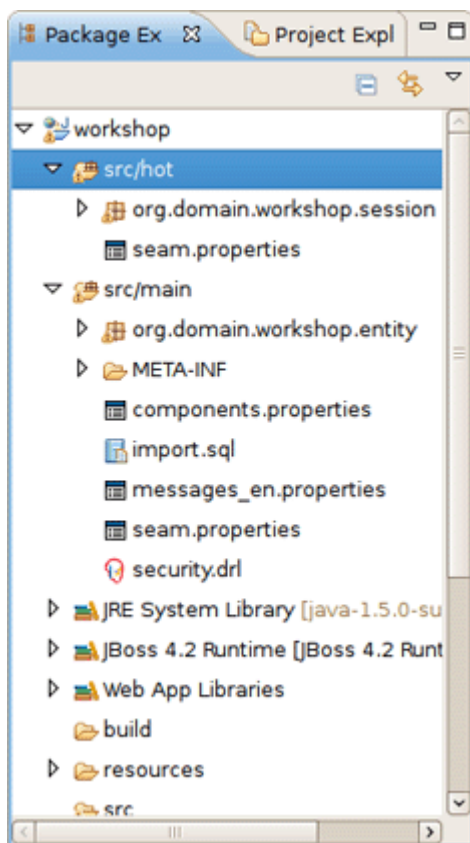 Package Ex
Project Expl
workshop
src/hot
org.domain.workshop.session
seam.properties
src/main
org.domain.workshop.entity
META-INF
components.properties
import.sql
messages_en.properties
seam.properties
security.drl
JRE System Library [java-1.5.0-su
JBoss 4.2 Runtime [JBoss 4.2 Runt
Web App Libraries
build
resources
src